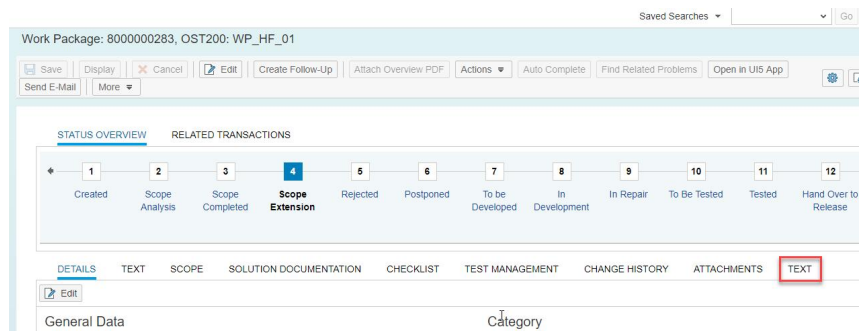 Saved Searches Go
Work Package: 8000000283, OST200: WP_HF_01
Save Display Cancel Edit Create Follow-Up Attach Overview PDF Actions Auto Complete Find Related Problems Open in UI5 App
Send E-Mail More
STATUS OVERVIEW RELATED TRANSACTIONS
1 2 3 4 5 6 7 8 9 10 11 12
Created Scope Scope Scope Rejected Postponed To be In In Repair To Be Tested Tested Hand Over to
Analysis Completed Extension Developed Development Release
DETAILS TEXT SCOPE SOLUTION DOCUMENTATION CHECKLIST TEST MANAGEMENT CHANGE HISTORY ATTACHMENTS TEXT
Edit
General Data Category